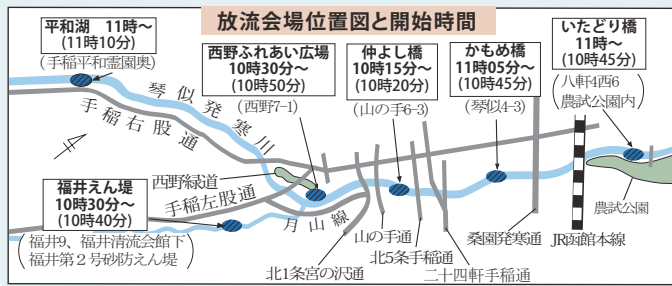 放流会場位置図と開始時間
平和湖 11時～
(11時10分)
(手稲平和霊園奥)
西野ふれあい広場
10時30分～
(10時50分)
(西野7-1)
仲よし橋
10時15分～
(10時20分)
(山の手6-3)
かもめ橋
11時05分～
(10時45分)
(琴似4-3)
いたどり橋
11時～
(10時45分)
(八軒4西6
農試公園内)
琴似発寒川
手稲右股通
西野緑道
手稲左股通
月山線
福井えん堤
10時30分～
(10時40分)
(福井9、福井清流会館下
福井第2号砂防えん堤)
北1条宮の沢通
山の手通
北5条手稲通
二十四軒手稲通
桑園発寒通
JR函館本線
農試公園